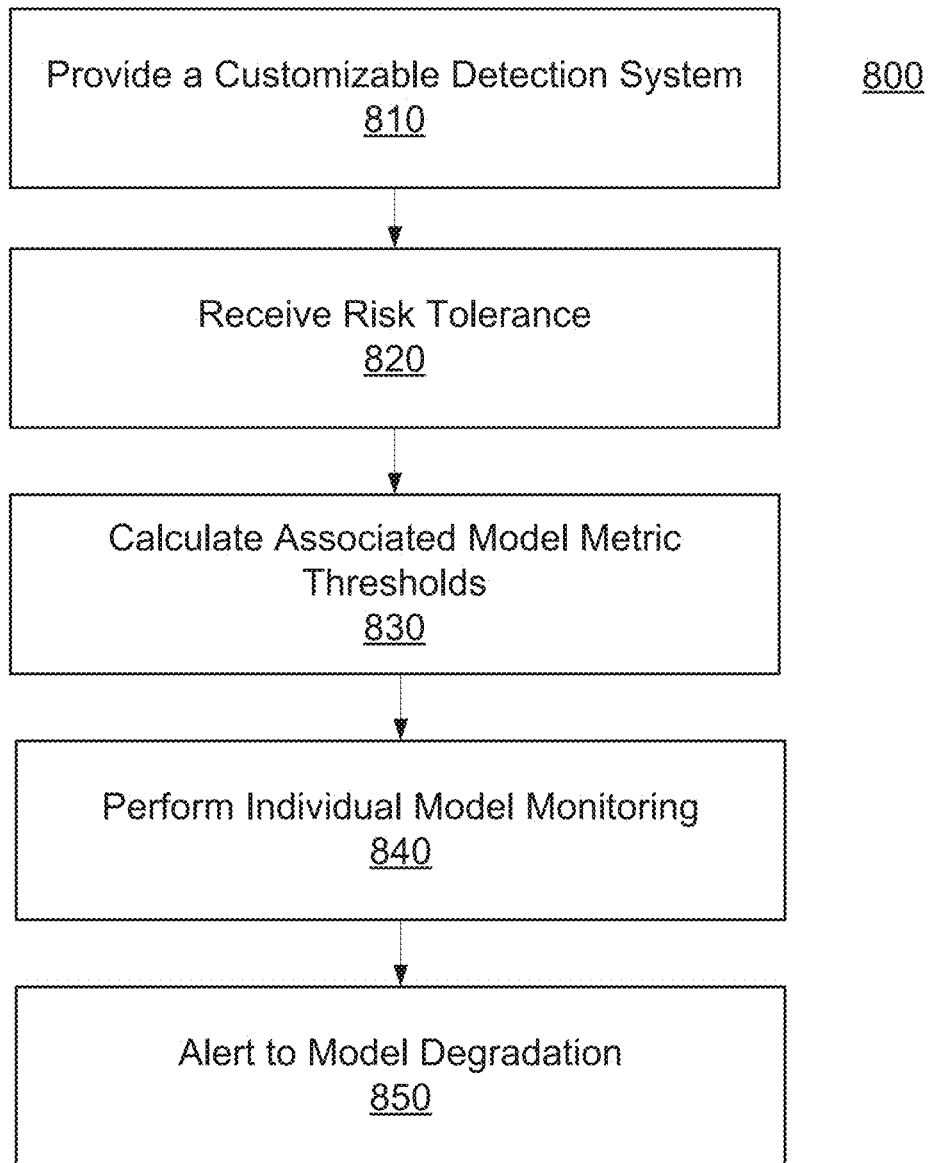 Provide a Customizable Detection System
810
800
Receive Risk Tolerance
820
Calculate Associated Model Metric
Thresholds
830
Perform Individual Model Monitoring
840
Alert to Model Degradation
850